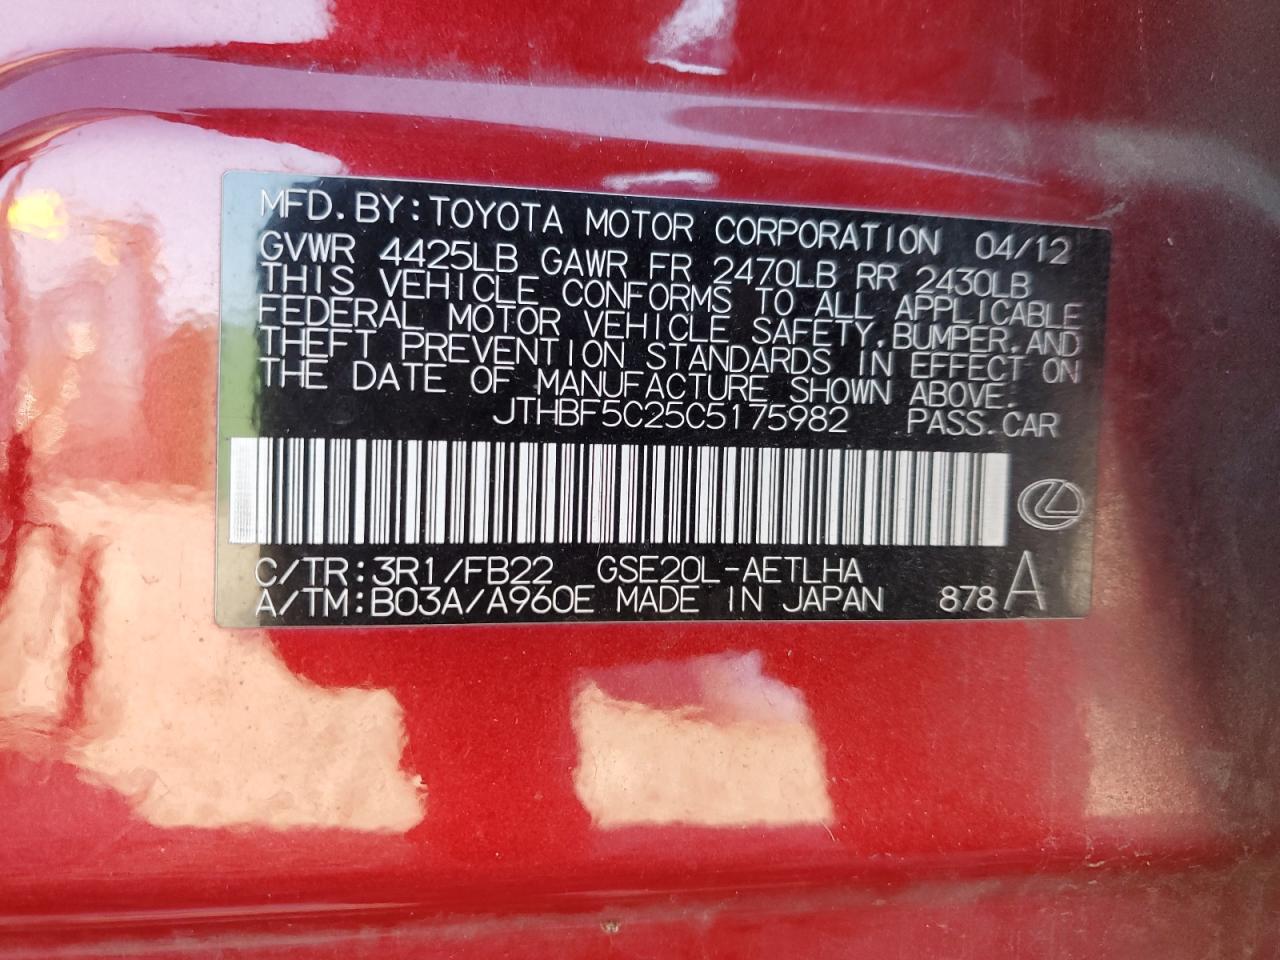 MFD.BY:TOYOTA MOTOR CORPORATION 04/12
GVWR 4425LB GAWR FR 2470LB RR 2430LB
THIS VEHICLE CONFORMS TO ALL APPLICABLE
FEDERAL MOTOR VEHICLE SAFETY,BUMPER,AND
THEFT PREVENTION STANDARDS IN EFFECT ON
THE DATE OF MANUFACTURE SHOWN ABOVE.
JTHBF5C25C5175982 PASS.CAR
C/TR:3R1/FB22 GSE20L-AETLHA
A/TM:B03A/A960E MADE IN JAPAN 878 A